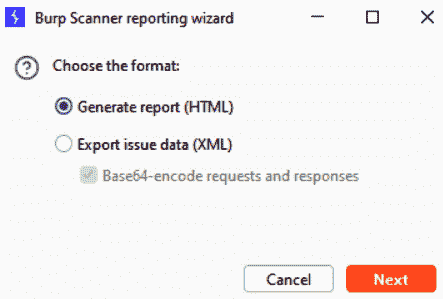 Burp Scanner reporting wizard
Choose the format:
Generate report (HTML)
Export issue data (XML)
Base64-encode requests and responses
Cancel Next